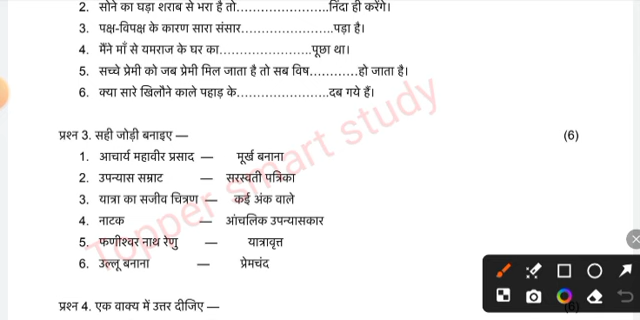 2. सोने का घड़ा शराब से भरा है तो......................निंदा ही करेंगे।
3. पक्ष-विपक्ष के कारण सारा संसार......................पड़ा है।
4. मैंने माँ से यमराज के घर का......................पूछा था।
5. सच्चे प्रेमी को जब प्रेमी मिल जाता है तो सब विष............हो जाता है।
6. क्या सारे खिलौने काले पहाड़ के......................दब गये हैं।
प्रश्न 3. सही जोड़ी बनाइए — (6)
1. आचार्य महावीर प्रसाद — मूर्ख बनाना
2. उपन्यास सम्राट — सरस्वती पत्रिका
3. यात्रा का सजीव चित्रण — कई अंक वाले
4. नाटक — आंचलिक उपन्यासकार
5. फणीश्वर नाथ रेणु — यात्रावृत्त
6. उल्लू बनाना — प्रेमचंद
प्रश्न 4. एक वाक्य में उत्तर दीजिए — (6)
Topper smart study